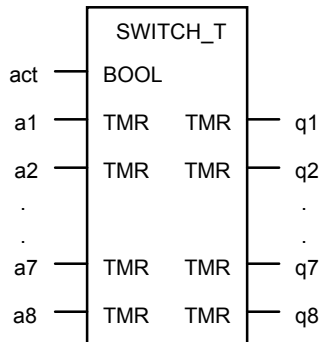 SWITCH_T
act BOOL
a1 TMR TMR q1
a2 TMR TMR q2
. .
. .
a7 TMR TMR q7
a8 TMR TMR q8